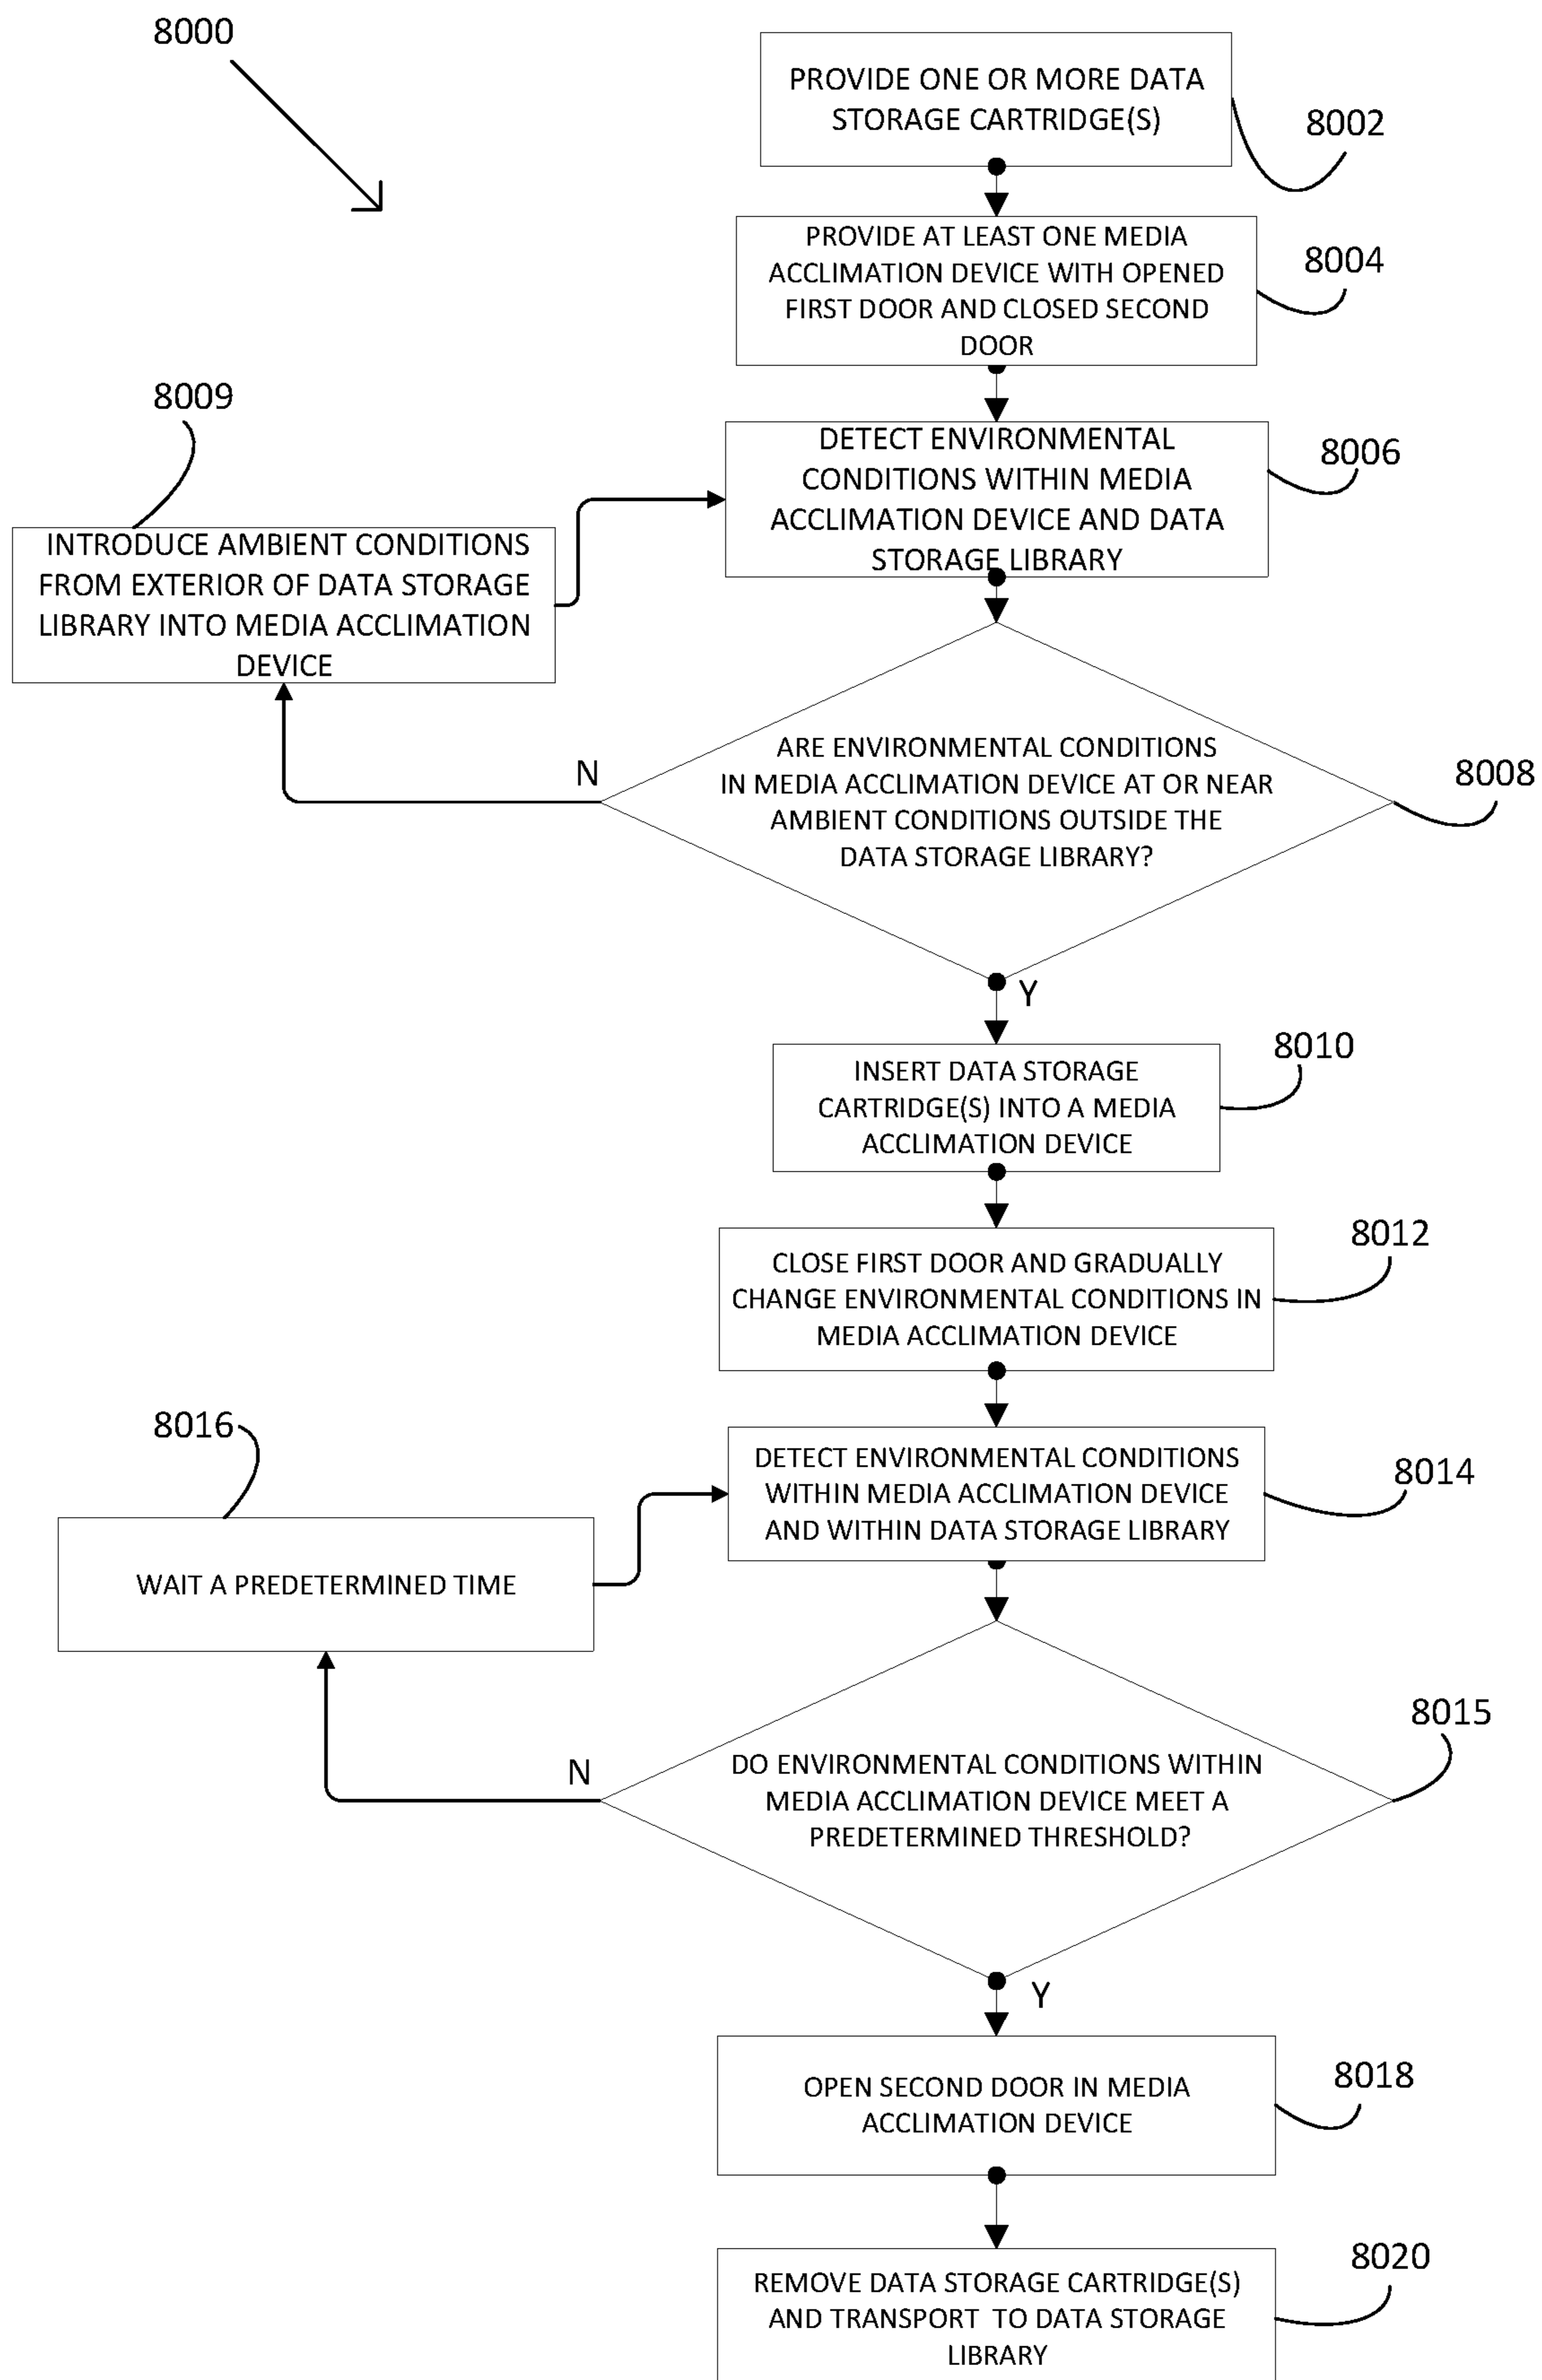 8000
PROVIDE ONE OR MORE DATA
STORAGE CARTRIDGE(S)
8002
PROVIDE AT LEAST ONE MEDIA
ACCLIMATION DEVICE WITH OPENED
FIRST DOOR AND CLOSED SECOND
DOOR
8004
8009
DETECT ENVIRONMENTAL
CONDITIONS WITHIN MEDIA
ACCLIMATION DEVICE AND DATA
STORAGE LIBRARY
8006
INTRODUCE AMBIENT CONDITIONS
FROM EXTERIOR OF DATA STORAGE
LIBRARY INTO MEDIA ACCLIMATION
DEVICE
ARE ENVIRONMENTAL CONDITIONS
IN MEDIA ACCLIMATION DEVICE AT OR NEAR
AMBIENT CONDITIONS OUTSIDE THE
DATA STORAGE LIBRARY?
N
8008
Y
INSERT DATA STORAGE
CARTRIDGE(S) INTO A MEDIA
ACCLIMATION DEVICE
8010
CLOSE FIRST DOOR AND GRADUALLY
CHANGE ENVIRONMENTAL CONDITIONS IN
MEDIA ACCLIMATION DEVICE
8012
8016
DETECT ENVIRONMENTAL CONDITIONS
WITHIN MEDIA ACCLIMATION DEVICE
AND WITHIN DATA STORAGE LIBRARY
8014
WAIT A PREDETERMINED TIME
8015
N
DO ENVIRONMENTAL CONDITIONS WITHIN
MEDIA ACCLIMATION DEVICE MEET A
PREDETERMINED THRESHOLD?
Y
OPEN SECOND DOOR IN MEDIA
ACCLIMATION DEVICE
8018
REMOVE DATA STORAGE CARTRIDGE(S)
AND TRANSPORT TO DATA STORAGE
LIBRARY
8020